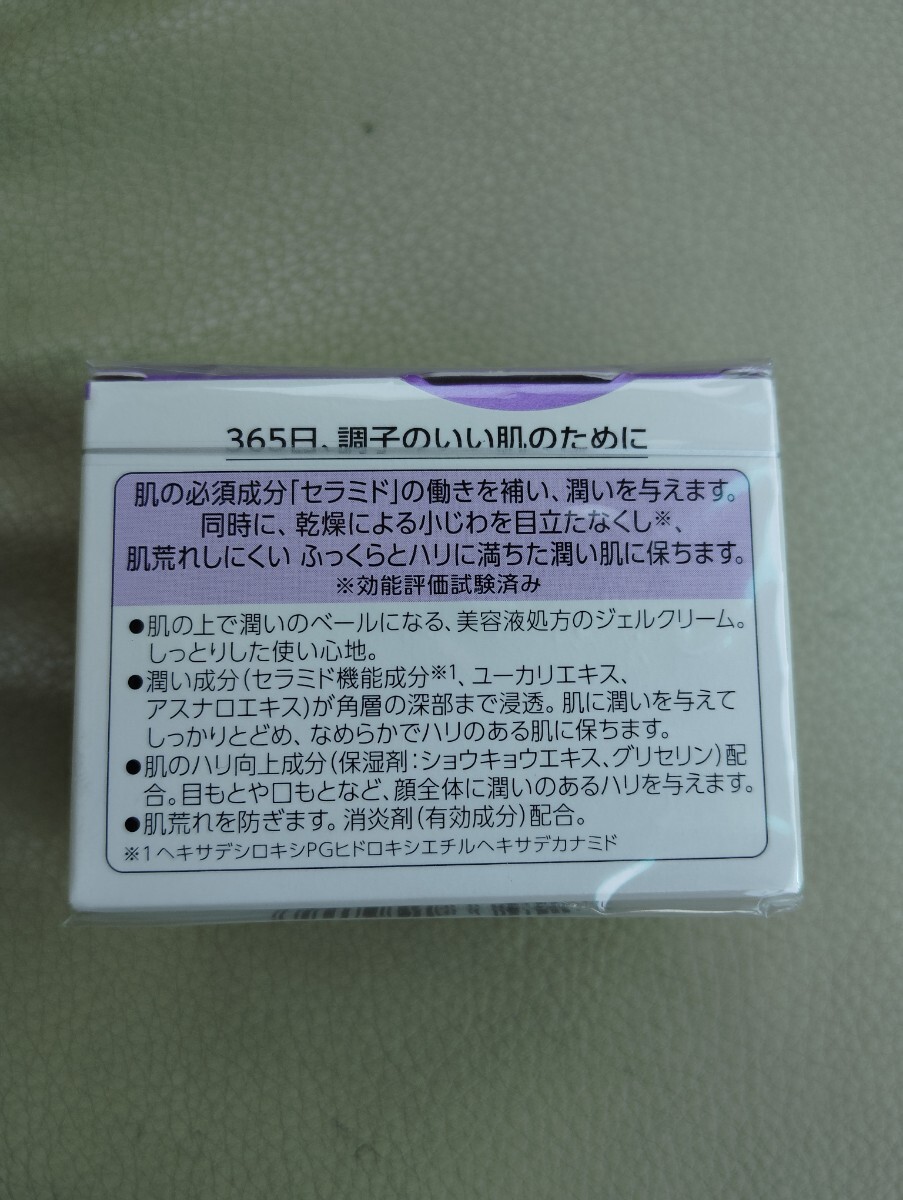 365日、調子のいい肌のために
肌の必須成分「セラミド」の働きを補い、潤いを与えます。
同時に、乾燥による小じわを目立たなくし※、
肌荒れしにくい ふっくらとハリに満ちた潤い肌に保ちます。
※効能評価試験済み
●肌の上で潤いのベールになる、美容液処方のジェルクリーム。
しっとりした使い心地。
●潤い成分(セラミド機能成分※1、ユーカリエキス、
アスナロエキス)が角層の深部まで浸透。肌に潤いを与えて
しっかりとどめ、なめらかでハリのある肌に保ちます。
●肌のハリ向上成分(保湿剤:ショウキョウエキス、グリセリン)配
合。目もとや口もとなど、顔全体に潤いのあるハリを与えます。
●肌荒れを防ぎます。消炎剤(有効成分)配合。
※1 ヘキサデシロキシPGヒドロキシエチルヘキサデカナミド